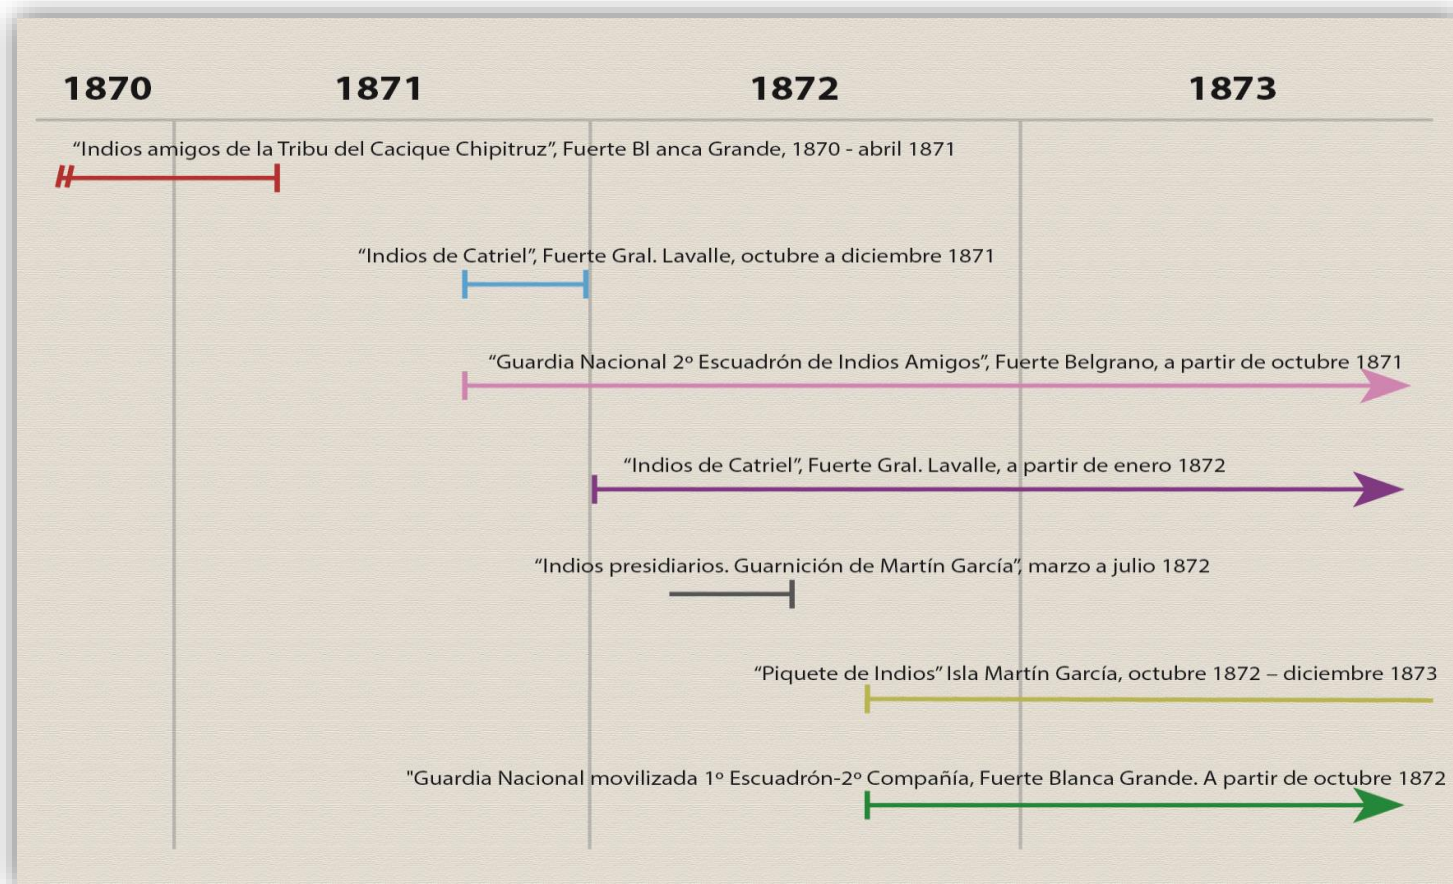 1870 1871 1872 1873
“Indios amigos de la Tribu del Cacique Chipitruz”, Fuerte Bl anca Grande, 1870 - abril 1871
“Indios de Catriel”, Fuerte Gral. Lavalle, octubre a diciembre 1871
“Guardia Nacional 2º Escuadrón de Indios Amigos”, Fuerte Belgrano, a partir de octubre 1871
“Indios de Catriel”, Fuerte Gral. Lavalle, a partir de enero 1872
“Indios presidiarios. Guarnición de Martín García”, marzo a julio 1872
“Piquete de Indios” Isla Martín García, octubre 1872 – diciembre 1873
"Guardia Nacional movilizada 1º Escuadrón-2º Compañía, Fuerte Blanca Grande. A partir de octubre 1872